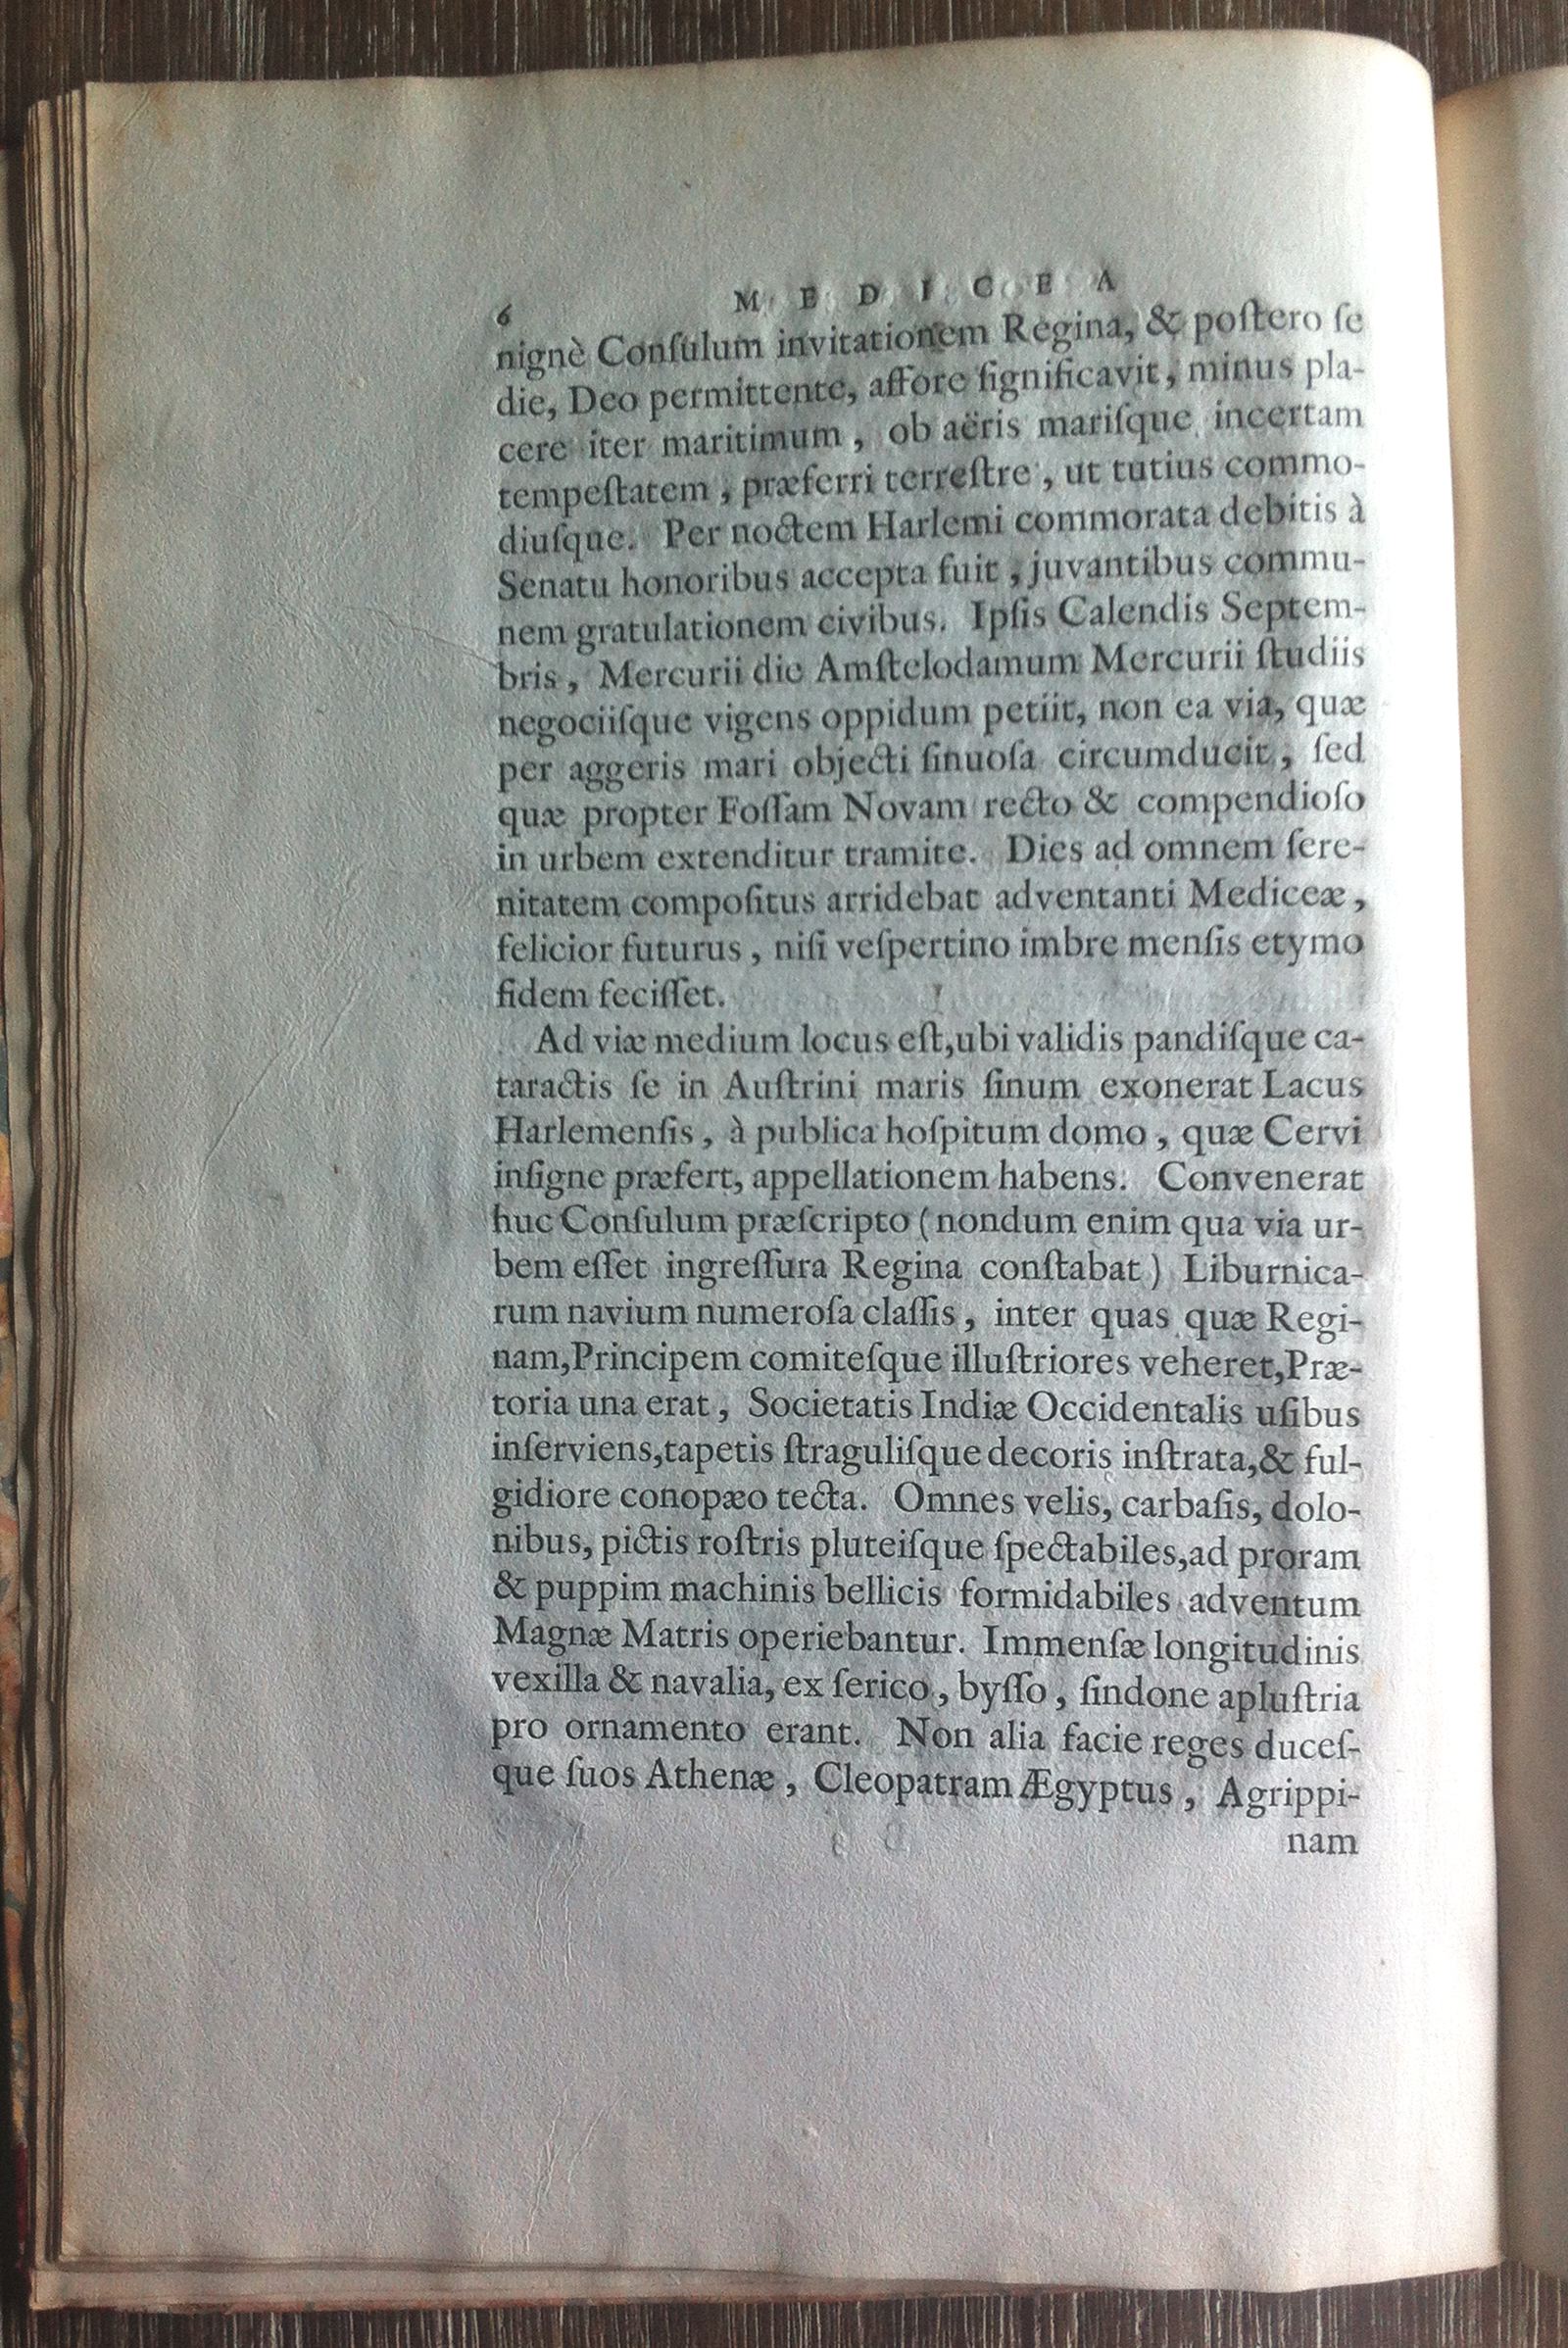 6 MEDICEA
nignè Conſulum invitationem Regina, & poſtero ſe
die, Deo permittente, affore ſignificavit, minus pla-
cere iter maritimum, ob aëris mariſque incertam
tempeſtatem, præferri terreſtre, ut tutius commo-
diuſque. Per noctem Harlemi commorata debitis à
Senatu honoribus accepta fuit, juvantibus commu-
nem gratulationem civibus. Ipſis Calendis Septem-
bris, Mercurii die Amſtelodamum Mercurii ſtudiis
negociiſque vigens oppidum petiit, non ea via, quæ
per aggeris mari objecti ſinuoſa circumducit, ſed
quæ propter Foſſam Novam recto & compendioſo
in urbem extenditur tramite. Dies ad omnem ſere-
nitatem compoſitus arridebat adventanti Mediceæ,
felicior futurus, niſi veſpertino imbre menſis etymo
fidem feciſſet.
Ad viæ medium locus eſt, ubi validis pandiſque ca-
taractis ſe in Auſtrini maris ſinum exonerat Lacus
Harlemenſis, à publica hoſpitum domo, quæ Cervi
inſigne præfert, appellationem habens. Convenerat
huc Conſulum præſcripto (nondum enim qua via ur-
bem eſſet ingreſſura Regina conſtabat) Liburnica-
rum navium numeroſa claſſis, inter quas quæ Regi-
nam, Principem comiteſque illuſtriores veheret, Præ-
toria una erat, Societatis Indiæ Occidentalis uſibus
inſerviens, tapetis ſtraguliſque decoris inſtrata, & ful-
gidiore conopæo tecta. Omnes velis, carbaſis, dolo-
nibus, pictis roſtris pluteiſque ſpectabiles, ad proram
& puppim machinis bellicis formidabiles adventum
Magnæ Matris operiebantur. Immenſæ longitudinis
vexilla & navalia, ex ſerico, byſſo, ſindone apluſtria
pro ornamento erant. Non alia facie reges duceſ-
que ſuos Athenæ, Cleopatram Ægyptus, Agrippi-
nam